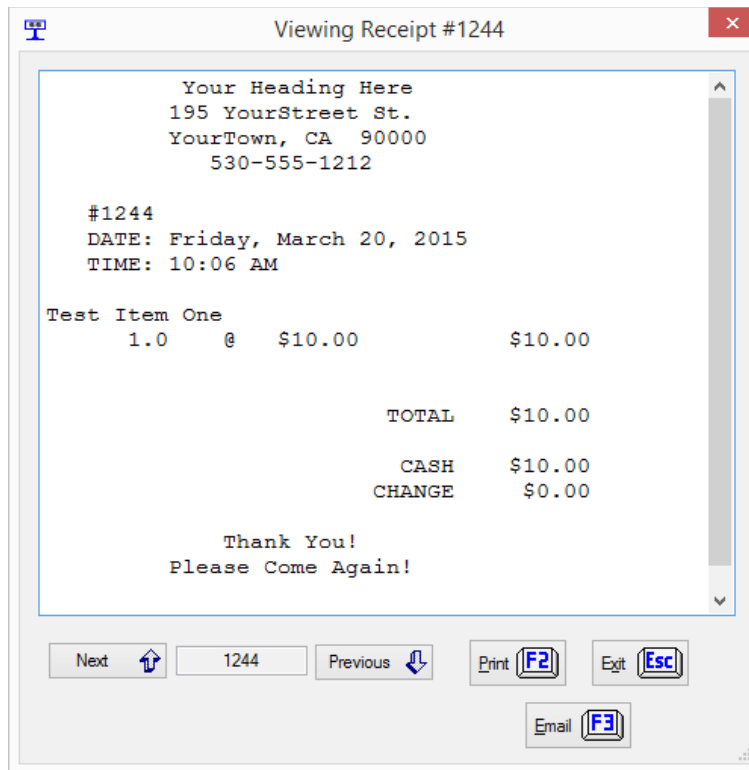 Viewing Receipt #1244
Your Heading Here
195 YourStreet St.
YourTown, CA  90000
530-555-1212
#1244
DATE: Friday, March 20, 2015
TIME: 10:06 AM
Test Item One
1.0    @   $10.00           $10.00
TOTAL    $10.00
CASH    $10.00
CHANGE     $0.00
Thank You!
Please Come Again!
Next 1244 Previous Print F2 Exit Esc
Email F3